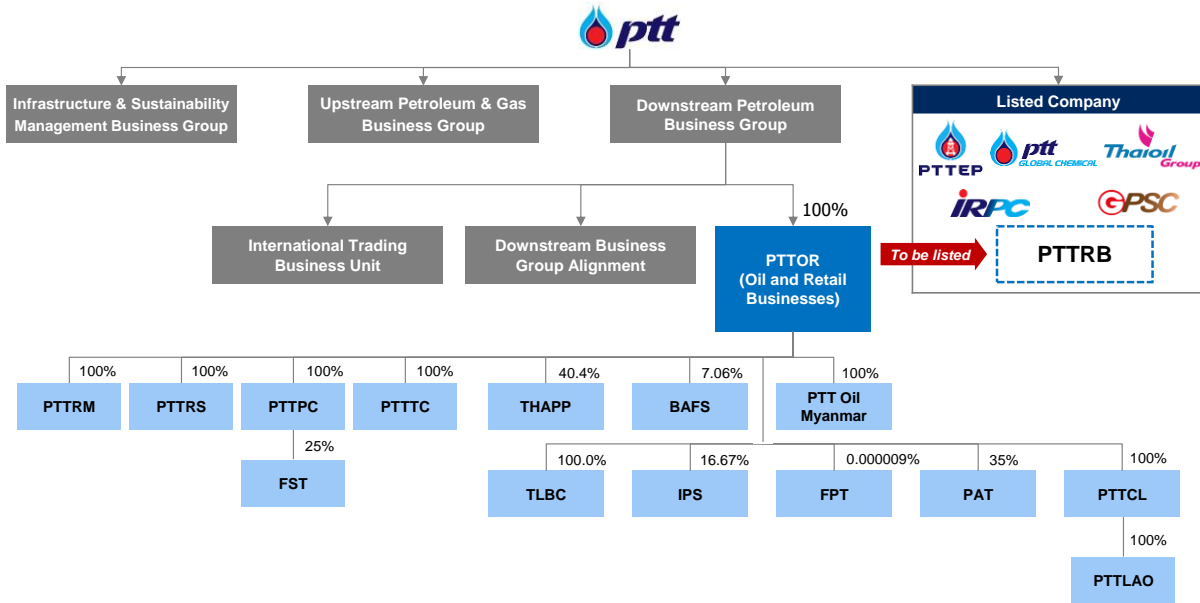 ptt
Infrastructure & Sustainability
Management Business Group
Upstream Petroleum & Gas
Business Group
Downstream Petroleum
Business Group
Listed Company
PTTEP
ptt
GLOBAL CHEMICAL
Thaioil
Group
IRPC
GPSC
PTTRB
To be listed
100%
International Trading
Business Unit
Downstream Business
Group Alignment
PTTOR
(Oil and Retail
Businesses)
100%
100%
100%
100%
40.4%
7.06%
100%
PTTRM
PTTRS
PTTPC
PTTTC
THAPP
BAFS
PTT Oil
Myanmar
25%
100.0%
16.67%
0.000009%
35%
100%
FST
TLBC
IPS
FPT
PAT
PTTCL
100%
PTTLAO